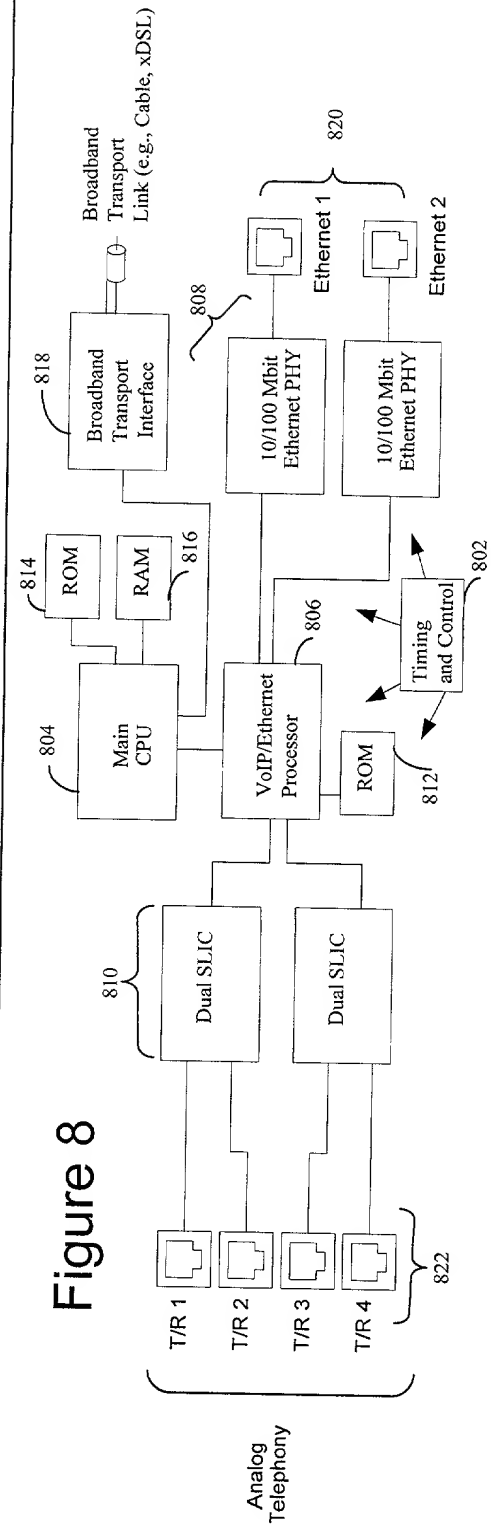 Figure 8
Analog
Telephony
T/R 1
T/R 2
T/R 3
T/R 4
822
810
Dual SLIC
Dual SLIC
804
Main
CPU
814
ROM
RAM
816
818
Broadband
Transport
Interface
Broadband
Transport
Link (e.g., Cable, xDSL)
806
VoIP/Ethernet
Processor
ROM
812
808
10/100 Mbit
Ethernet PHY
10/100 Mbit
Ethernet PHY
Ethernet 1
Ethernet 2
820
Timing
and Control
802